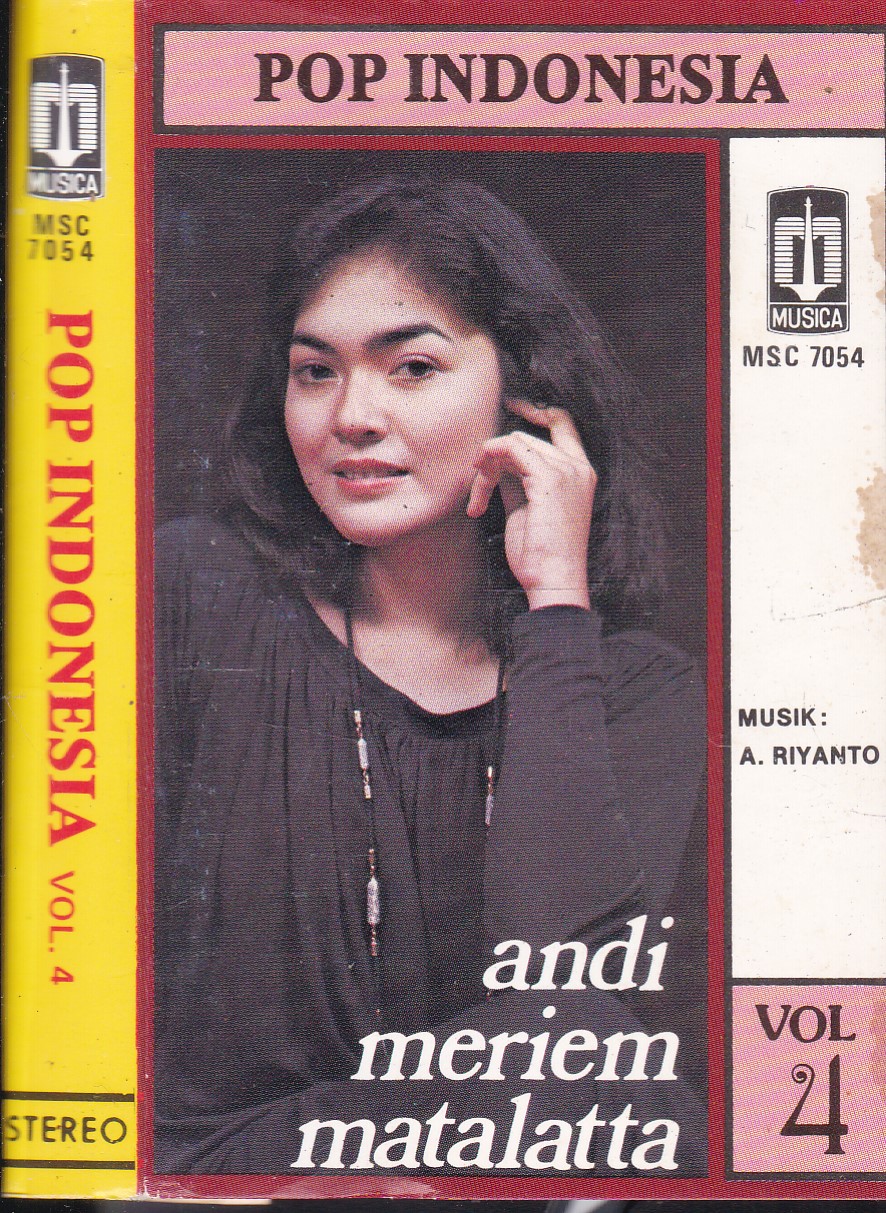 MUSICA
MSC
7054
POP INDONESIA VOL. 4
STEREO
POP INDONESIA
MUSICA
MSC 7054
MUSIK:
A. RIYANTO
andi
meriem
matalatta
VOL
4